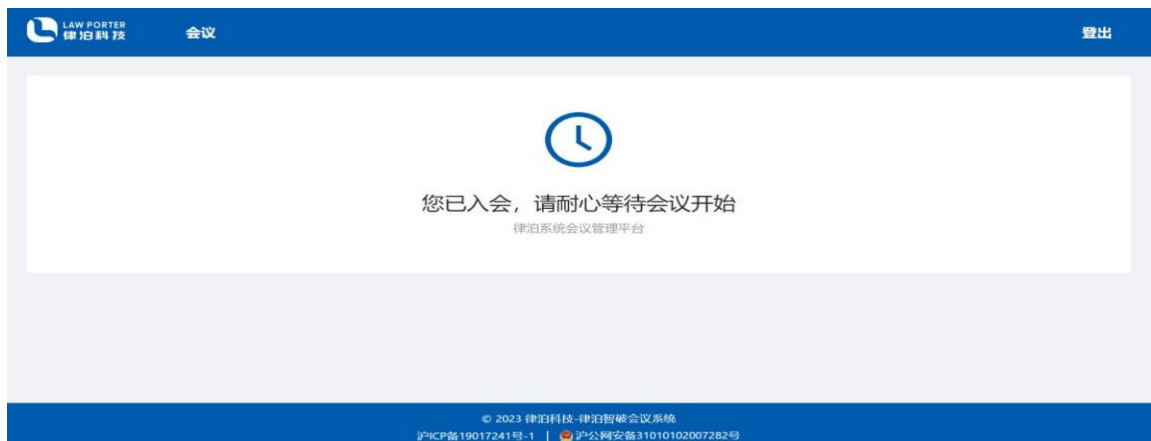 LAW PORTER
律泊科技
会议
登出
您已入会，请耐心等待会议开始
律泊系统会议管理平台
© 2023 律泊科技-律泊智破会议系统
沪ICP备19017241号-1 | 沪公网安备31010102007282号